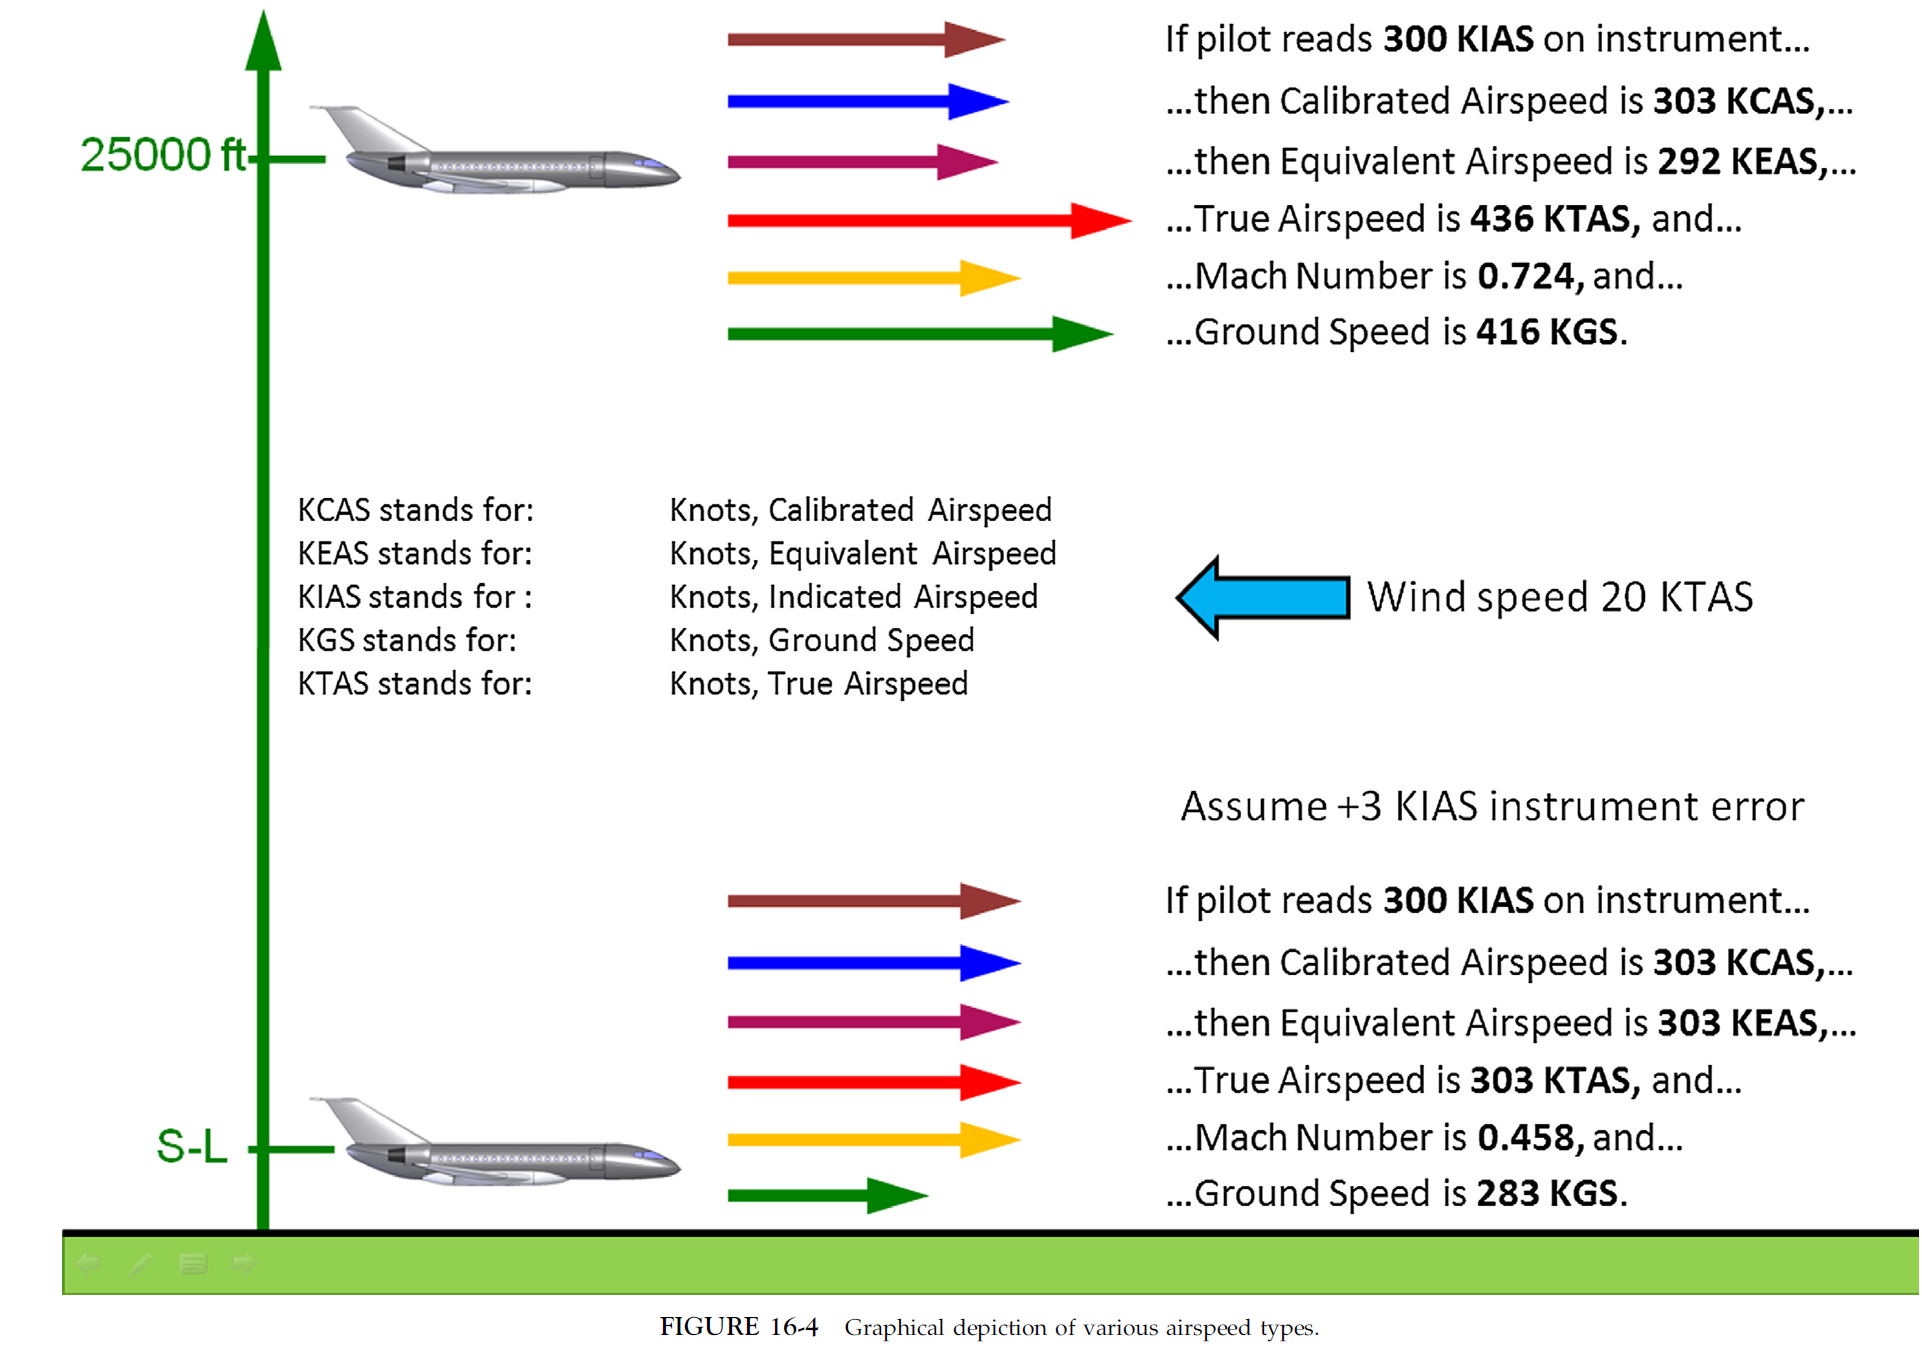 If pilot reads 300 KIAS on instrument...
...then Calibrated Airspeed is 303 KCAS,...
25000 ft
...then Equivalent Airspeed is 292 KEAS,...
...True Airspeed is 436 KTAS, and...
...Mach Number is 0.724, and...
...Ground Speed is 416 KGS.
KCAS stands for: Knots, Calibrated Airspeed
KEAS stands for: Knots, Equivalent Airspeed
KIAS stands for : Knots, Indicated Airspeed
KGS stands for: Knots, Ground Speed
KTAS stands for: Knots, True Airspeed
Wind speed 20 KTAS
Assume +3 KIAS instrument error
If pilot reads 300 KIAS on instrument...
...then Calibrated Airspeed is 303 KCAS,...
...then Equivalent Airspeed is 303 KEAS,...
...True Airspeed is 303 KTAS, and...
S-L
...Mach Number is 0.458, and...
...Ground Speed is 283 KGS.
FIGURE 16-4 Graphical depiction of various airspeed types.